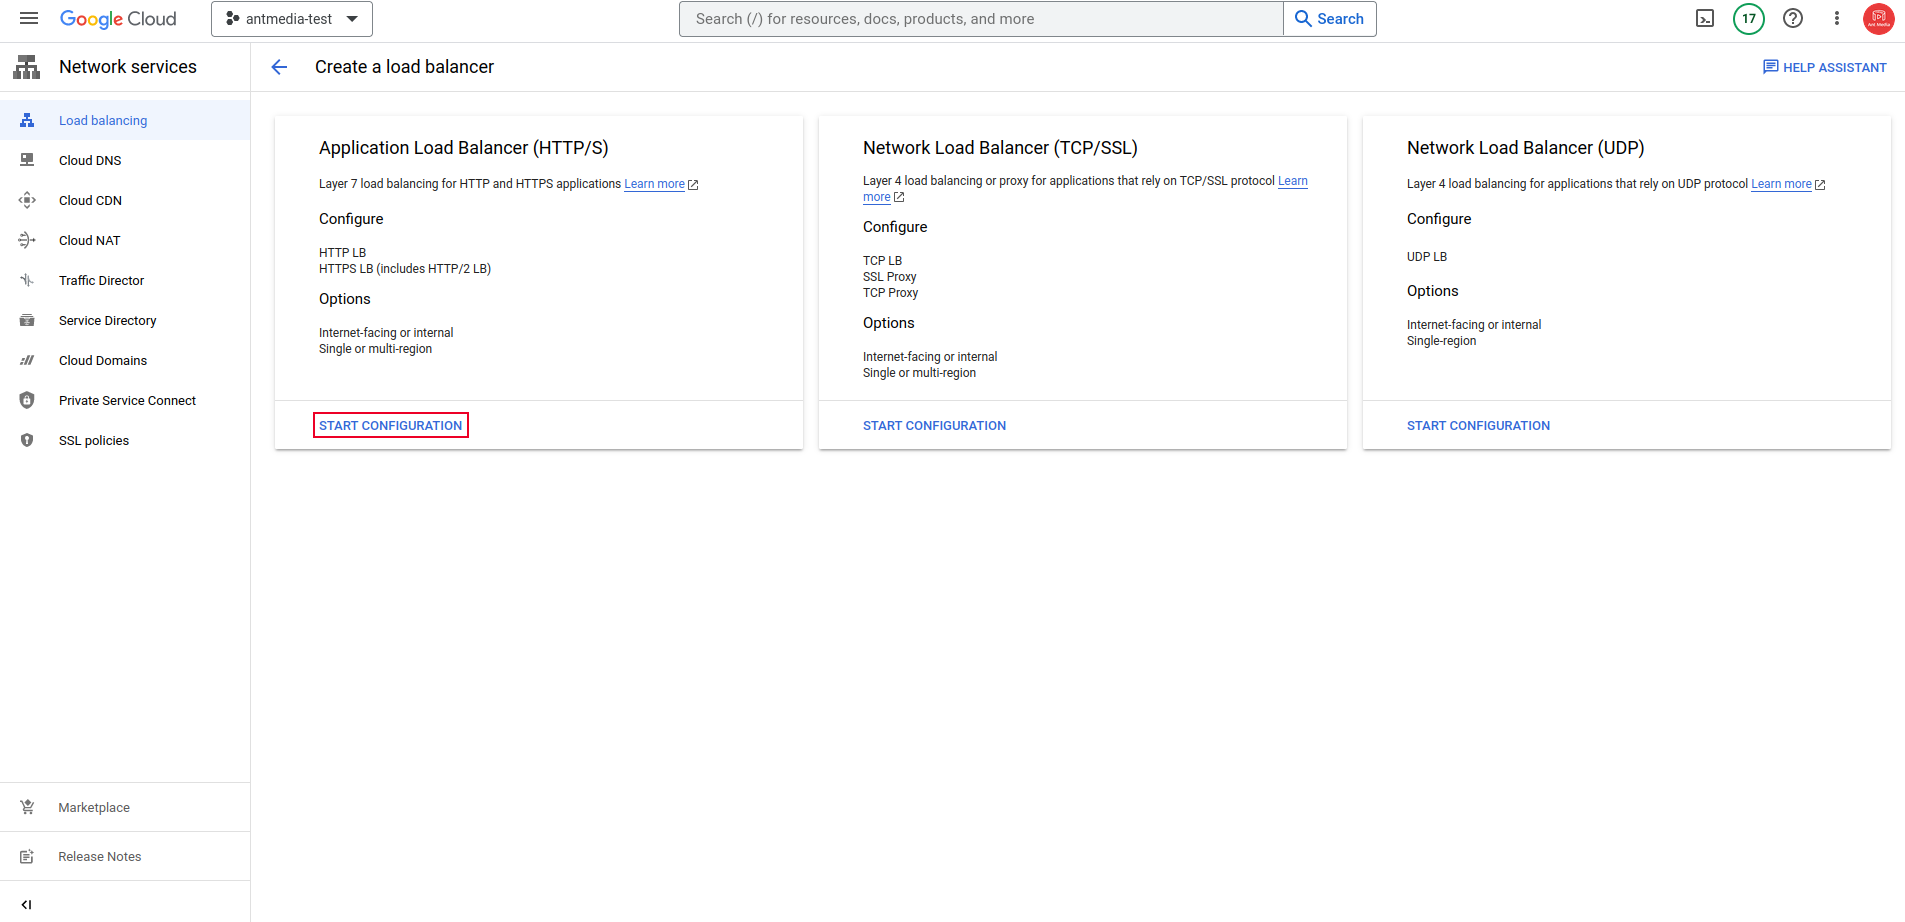 Google Cloud
antmedia-test
Search (/) for resources, docs, products, and more
Search
17
Network services
Create a load balancer
HELP ASSISTANT
Load balancing
Cloud DNS
Cloud CDN
Cloud NAT
Traffic Director
Service Directory
Cloud Domains
Private Service Connect
SSL policies
Marketplace
Release Notes
Application Load Balancer (HTTP/S)
Layer 7 load balancing for HTTP and HTTPS applications Learn more
Configure
HTTP LB
HTTPS LB (includes HTTP/2 LB)
Options
Internet-facing or internal
Single or multi-region
START CONFIGURATION
Network Load Balancer (TCP/SSL)
Layer 4 load balancing or proxy for applications that rely on TCP/SSL protocol Learn
more
Configure
TCP LB
SSL Proxy
TCP Proxy
Options
Internet-facing or internal
Single or multi-region
START CONFIGURATION
Network Load Balancer (UDP)
Layer 4 load balancing for applications that rely on UDP protocol Learn more
Configure
UDP LB
Options
Internet-facing or internal
Single-region
START CONFIGURATION